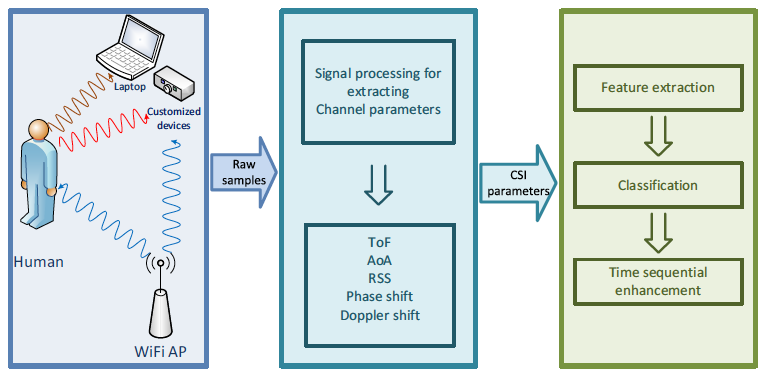 Laptop
Customized
devices
Human
WiFi AP
Raw
samples
Signal processing for
extracting
Channel parameters
ToF
AoA
RSS
Phase shift
Doppler shift
CSI
parameters
Feature extraction
Classification
Time sequential
enhancement